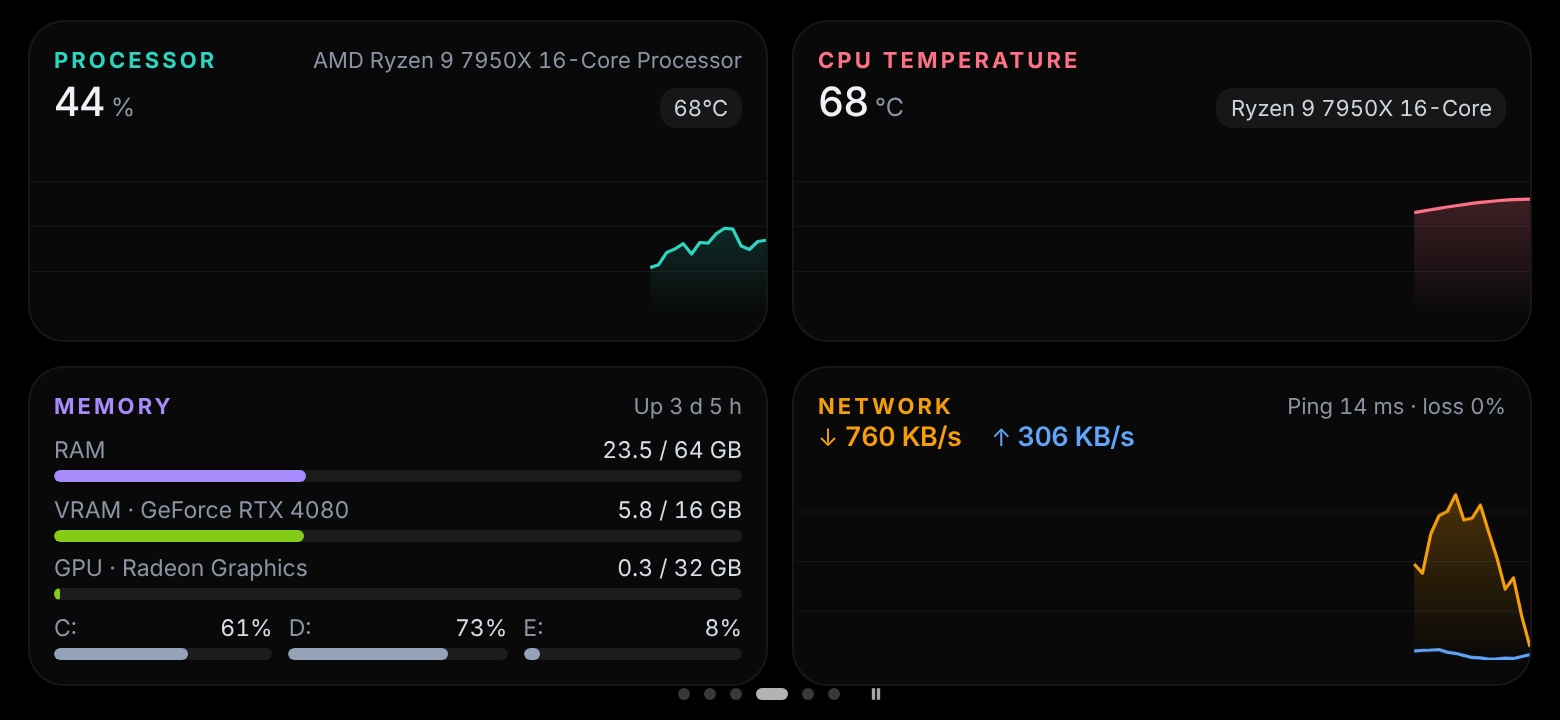 PROCESSOR AMD Ryzen 9 7950X 16-Core Processor
44 % 68°C
CPU TEMPERATURE
68 °C Ryzen 9 7950X 16-Core
MEMORY Up 3 d 5 h
RAM 23.5 / 64 GB
VRAM · GeForce RTX 4080 5.8 / 16 GB
GPU · Radeon Graphics 0.3 / 32 GB
C: 61% D: 73% E: 8%
NETWORK Ping 14 ms · loss 0%
↓ 760 KB/s ↑ 306 KB/s